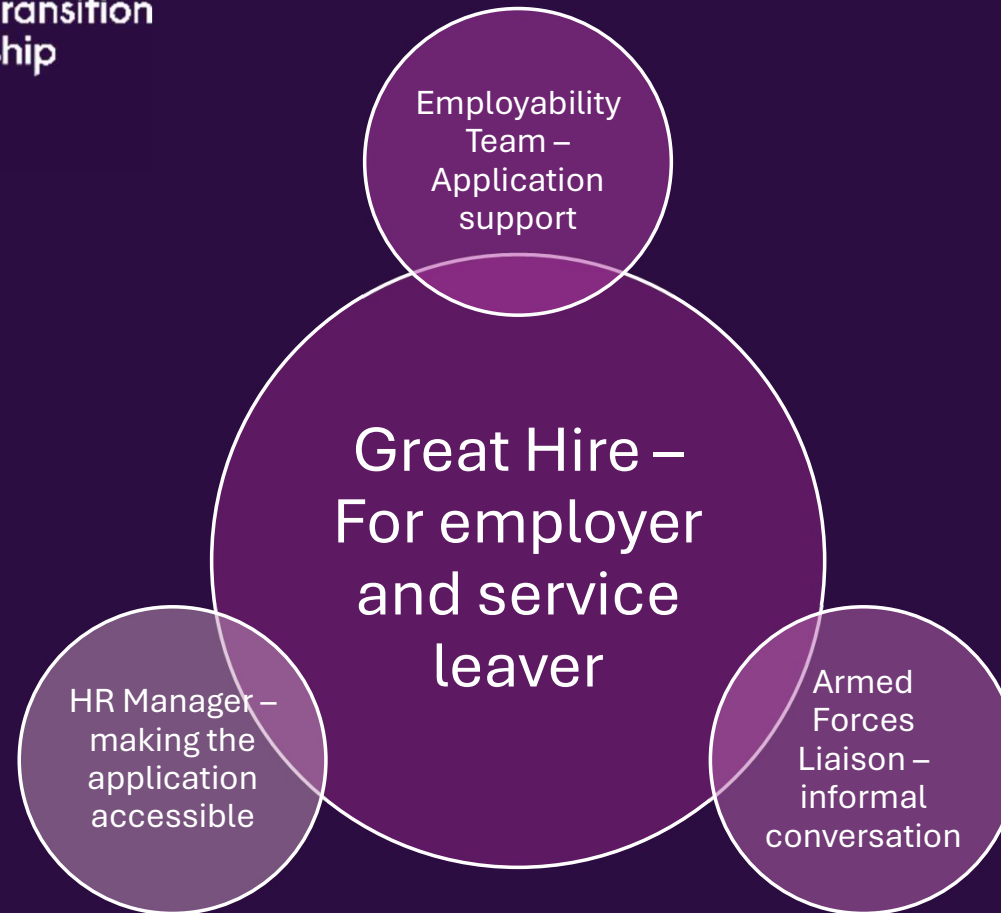 ransition
hip
Employability
Team –
Application
support
Great Hire –
For employer
and service
leaver
HR Manager –
making the
application
accessible
Armed
Forces
Liaison –
informal
conversation